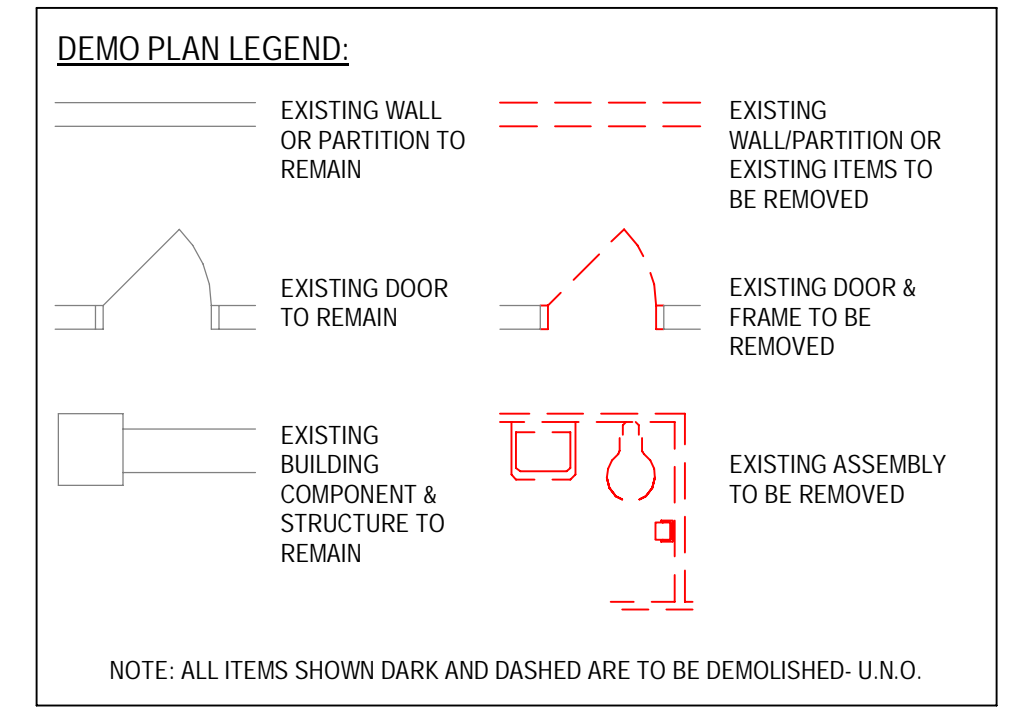 DEMO PLAN LEGEND:
EXISTING WALL
OR PARTITION TO
REMAIN
EXISTING
WALL/PARTITION OR
EXISTING ITEMS TO
BE REMOVED
EXISTING DOOR
TO REMAIN
EXISTING DOOR &
FRAME TO BE
REMOVED
EXISTING
BUILDING
COMPONENT &
STRUCTURE TO
REMAIN
EXISTING ASSEMBLY
TO BE REMOVED
NOTE: ALL ITEMS SHOWN DARK AND DASHED ARE TO BE DEMOLISHED- U.N.O.